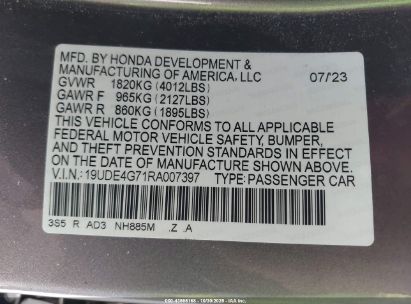 MFD. BY HONDA DEVELOPMENT &
MANUFACTURING OF AMERICA, LLC 07/23
GVWR 1820KG (4012LBS)
GAWR F 965KG (2127LBS)
GAWR R 860KG (1895LBS)
THIS VEHICLE CONFORMS TO ALL APPLICABLE
FEDERAL MOTOR VEHICLE SAFETY, BUMPER,
AND THEFT PREVENTION STANDARDS IN EFFECT
ON THE DATE OF MANUFACTURE SHOWN ABOVE.
V.I.N.: 19UDE4G71RA007397 TYPE: PASSENGER CAR
3S5 R AD3 NH885M .Z .A